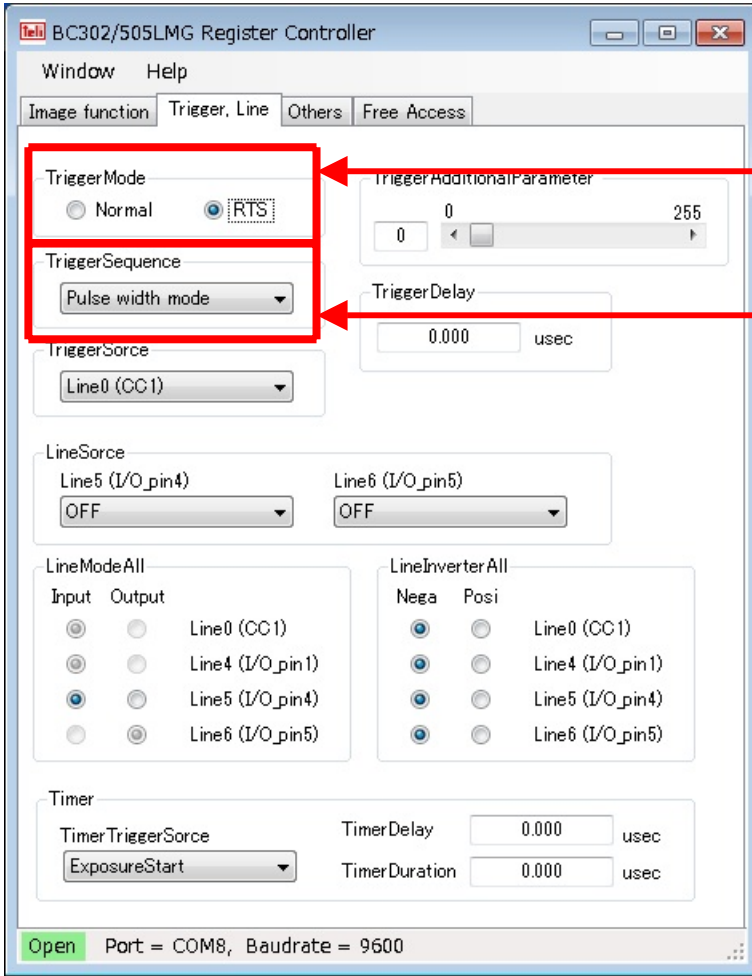 Teli BC302/505LMG Register Controller
Window Help
Image function Trigger, Line Others Free Access
TriggerMode
Normal RTS
TriggerAdditionalParameter
0 255
0
TriggerSequence
Pulse width mode
TriggerDelay
0.000 usec
TriggerSorce
Line0 (CC1)
LineSorce
Line5 (I/O_pin4) Line6 (I/O_pin5)
OFF OFF
LineModeAll LineInverterAll
Input Output Nega Posi
Line0 (CC1) Line0 (CC1)
Line4 (I/O_pin1) Line4 (I/O_pin1)
Line5 (I/O_pin4) Line5 (I/O_pin4)
Line6 (I/O_pin5) Line6 (I/O_pin5)
Timer
TimerTriggerSorce TimerDelay 0.000 usec
ExposureStart TimerDuration 0.000 usec
Open Port = COM8, Baudrate = 9600